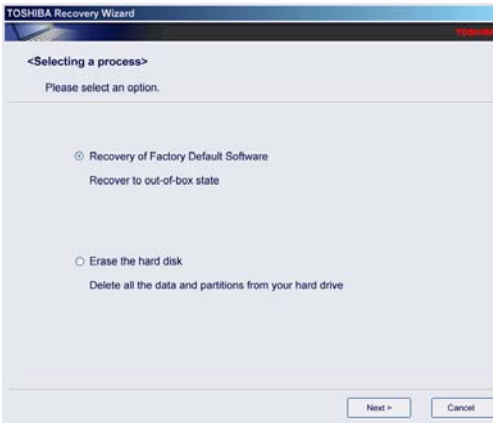 TOSHIBA Recovery Wizard
TOSHIBA
<Selecting a process>
Please select an option.
Recovery of Factory Default Software
Recover to out-of-box state
Erase the hard disk
Delete all the data and partitions from your hard drive
Next >
Cancel